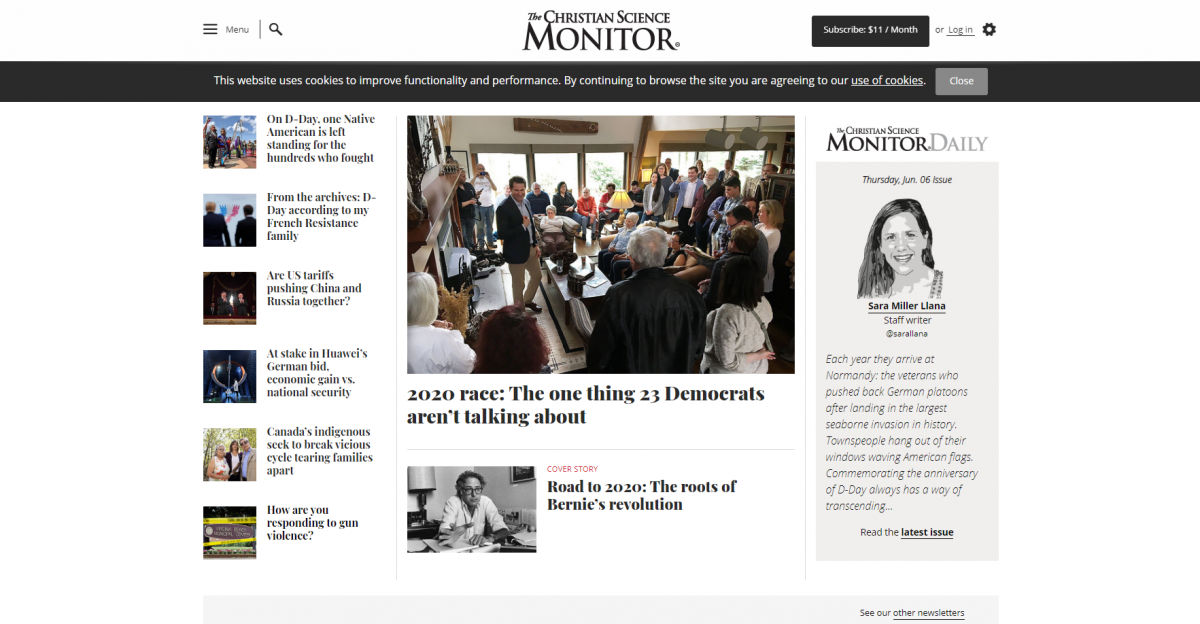 Menu
The CHRISTIAN SCIENCE
MONITOR®
Subscribe: $11 / Month
or Log in
This website uses cookies to improve functionality and performance. By continuing to browse the site you are agreeing to our use of cookies.
Close
On D-Day, one Native
American is left
standing for the
hundreds who fought
From the archives: D-
Day according to my
French Resistance
family
Are US tariffs
pushing China and
Russia together?
At stake in Huawei's
German bid,
economic gain vs.
national security
Canada's indigenous
seek to break vicious
cycle tearing families
apart
How are you
responding to gun
violence?
2020 race: The one thing 23 Democrats
aren't talking about
COVER STORY
Road to 2020: The roots of
Bernie's revolution
The CHRISTIAN SCIENCE
MONITOR DAILY
Thursday, Jun. 06 Issue
Sara Miller Llana
Staff writer
@sarallana
Each year they arrive at
Normandy: the veterans who
pushed back German platoons
after landing in the largest
seaborne invasion in history.
Townspeople hang out of their
windows waving American flags.
Commemorating the anniversary
of D-Day always has a way of
transcending...
Read the latest issue
See our other newsletters